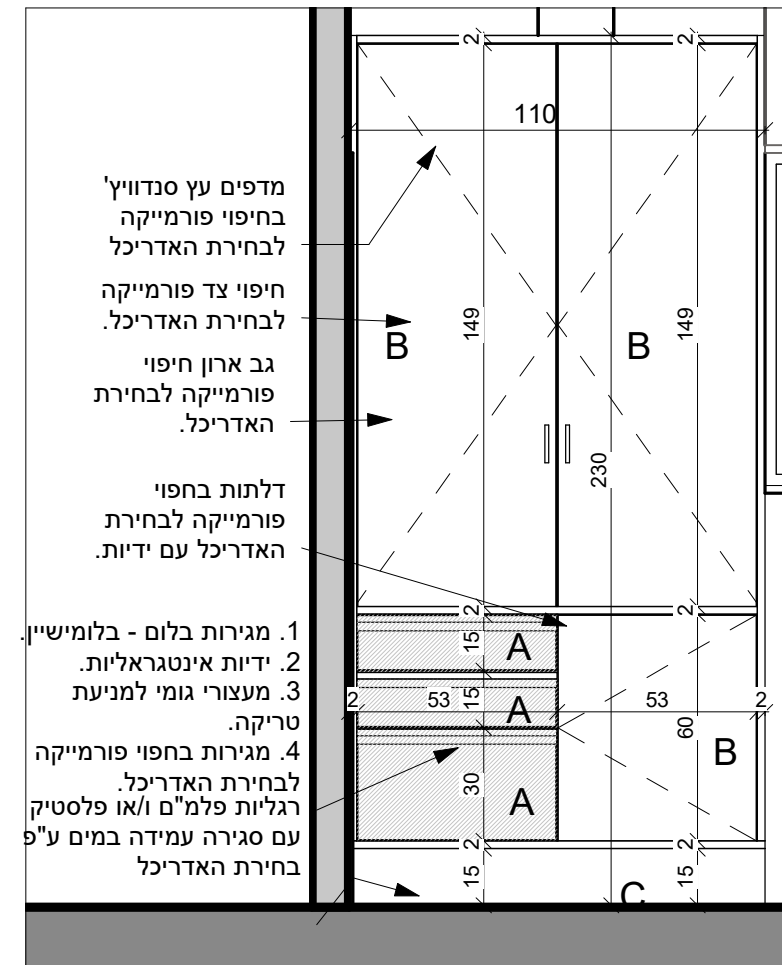 2
2
110
מדפים עץ סנדוויץ'
בחיפוי פורמייקה
לבחירת האדריכל
חיפוי צד פורמייקה
לבחירת האדריכל.
149
149
B
B
גב ארון חיפוי
פורמייקה לבחירת
האדריכל.
230
דלתות בחפוי
פורמייקה לבחירת
האדריכל עם ידיות.
2
2
1. מגירות בלום - בלומישיין.
2. ידיות אינטגראליות.
3. מעצורי גומי למניעת
טריקה.
4. מגירות בחפוי פורמייקה
לבחירת האדריכל.
15
A
2
53
15
A
53
2
60
B
30
A
רגליות פלמ"ם ו/או פלסטיק
עם סגירה עמידה במים ע"פ
בחירת האדריכל
2
2
15
C
15